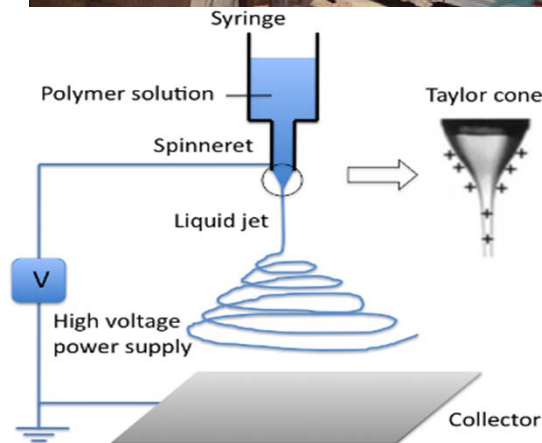 Syringe
Polymer solution
Taylor cone
Spinneret
Liquid jet
V
High voltage
power supply
Collector